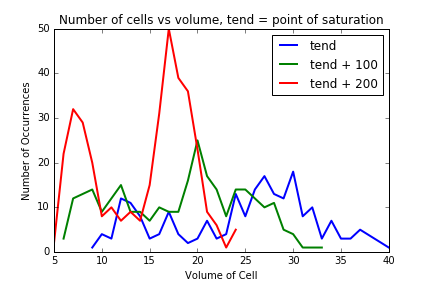 Number of cells vs volume, tend = point of saturation
50
40
30
20
10
0
Number of Occurrences
tend
tend + 100
tend + 200
5 10 15 20 25 30 35 40
Volume of Cell